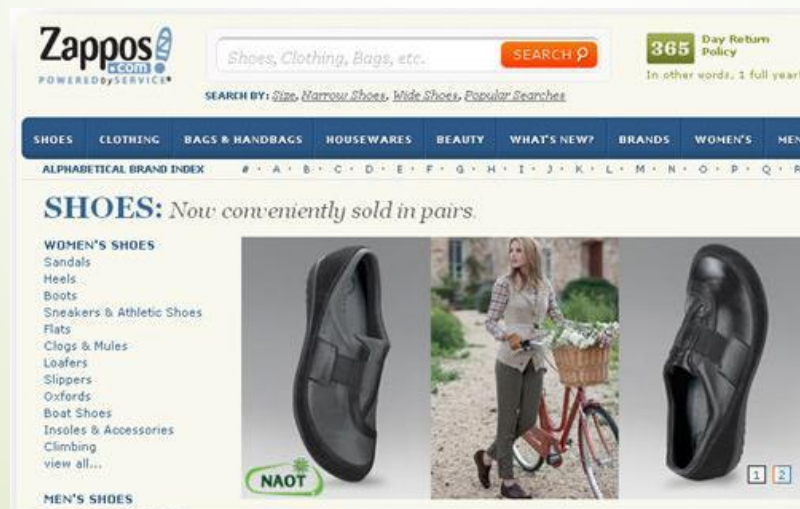 Zappos
.com
POWERED by SERVICE®
Shoes, Clothing, Bags, etc.
SEARCH
365 Day Return Policy
In other words, 1 full year!
SEARCH BY: Size, Narrow Shoes, Wide Shoes, Popular Searches
SHOES CLOTHING BAGS & HANDBAGS HOUSEWARES BEAUTY WHAT'S NEW? BRANDS WOMEN'S MEN
ALPHABETICAL BRAND INDEX # · A · B · C · D · E · F · G · H · I · J · K · L · M · N · O · P · Q · R
SHOES: Now conveniently sold in pairs.
WOMEN'S SHOES
Sandals
Heels
Boots
Sneakers & Athletic Shoes
Flats
Clogs & Mules
Loafers
Slippers
Oxfords
Boat Shoes
Insoles & Accessories
Climbing
view all...
MEN'S SHOES
NAOT
1 2